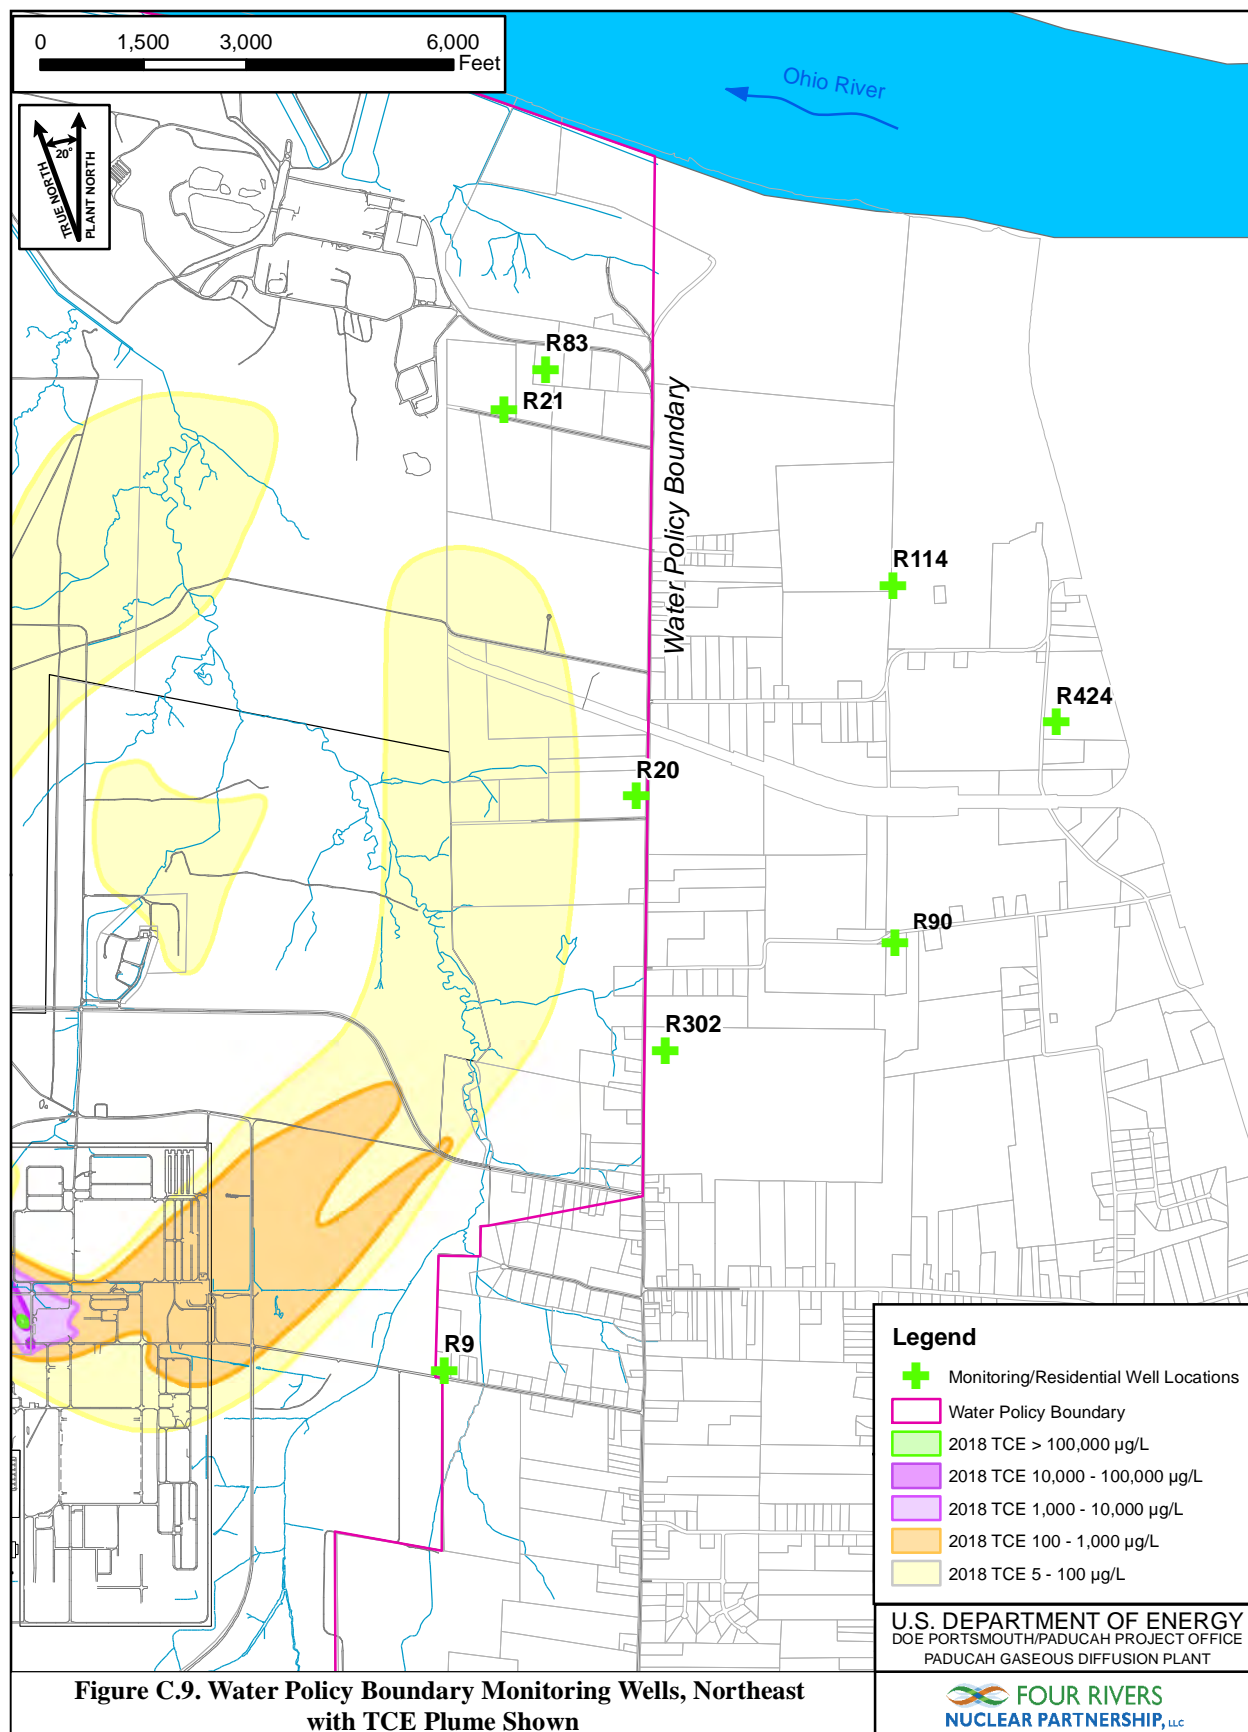 0 1,500 3,000 6,000
Feet
Ohio River
20°
TRUE NORTH
PLANT NORTH
R83
R21
Water Policy Boundary
R114
R424
R20
R90
R302
R9
Legend
Monitoring/Residential Well Locations
Water Policy Boundary
2018 TCE > 100,000 µg/L
2018 TCE 10,000 - 100,000 µg/L
2018 TCE 1,000 - 10,000 µg/L
2018 TCE 100 - 1,000 µg/L
2018 TCE 5 - 100 µg/L
U.S. DEPARTMENT OF ENERGY
DOE PORTSMOUTH/PADUCAH PROJECT OFFICE
PADUCAH GASEOUS DIFFUSION PLANT
Figure C.9. Water Policy Boundary Monitoring Wells, Northeast
with TCE Plume Shown
FOUR RIVERS
NUCLEAR PARTNERSHIP, LLC